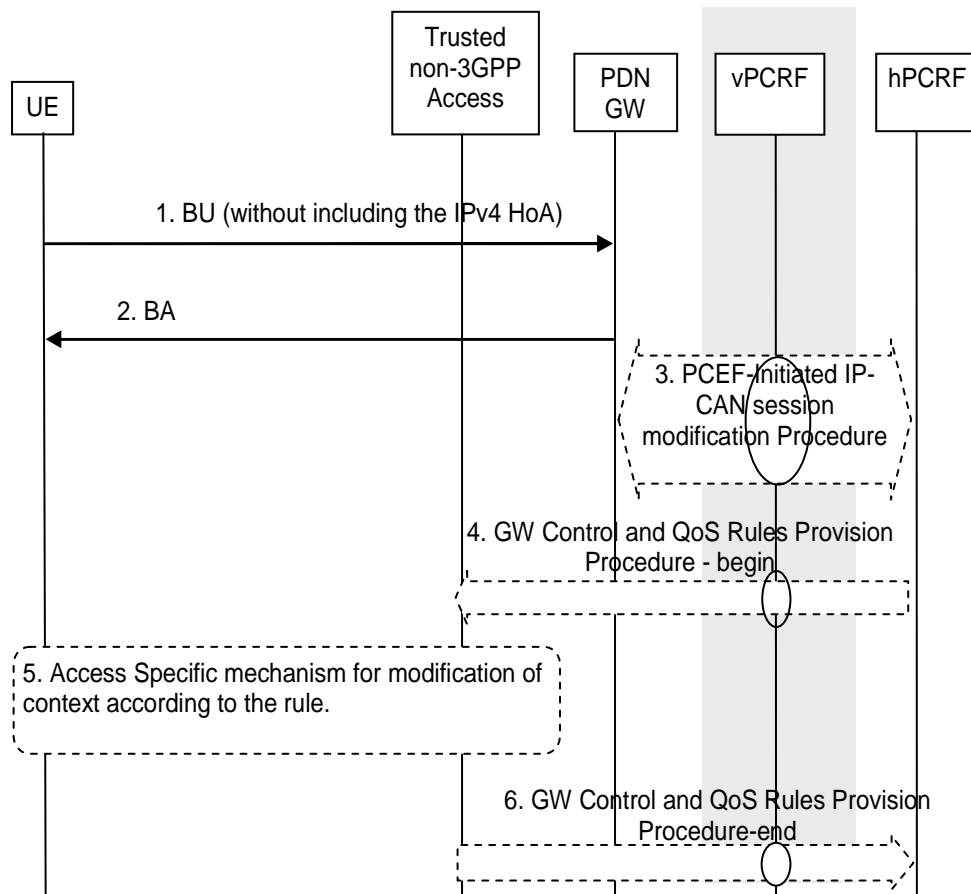 Trusted
non-3GPP
Access
PDN
GW
vPCRF
hPCRF
UE
1. BU (without including the IPv4 HoA)
2. BA
3. PCEF-Initiated IP-
CAN session
modification Procedure
4. GW Control and QoS Rules Provision
Procedure - begin
5. Access Specific mechanism for modification of
context according to the rule.
6. GW Control and QoS Rules Provision
Procedure-end